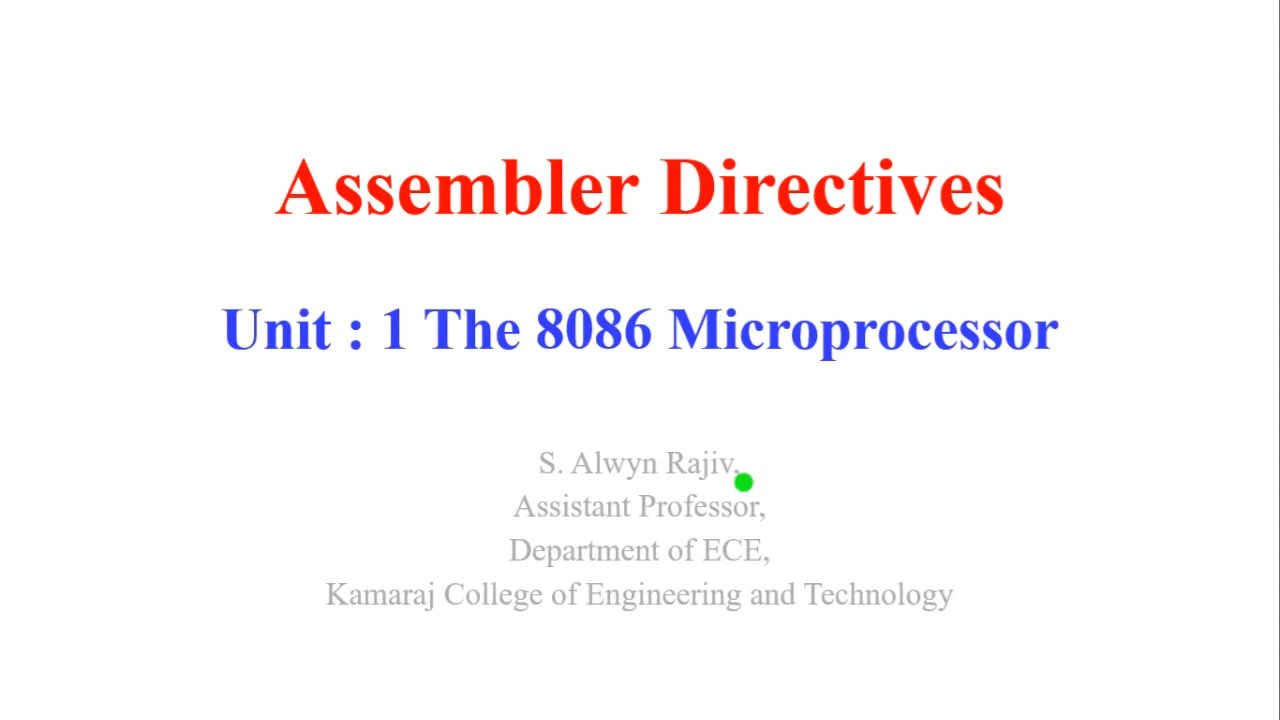 Assembler Directives
Unit : 1 The 8086 Microprocessor
S. Alwyn Rajiv,
Assistant Professor,
Department of ECE,
Kamaraj College of Engineering and Technology